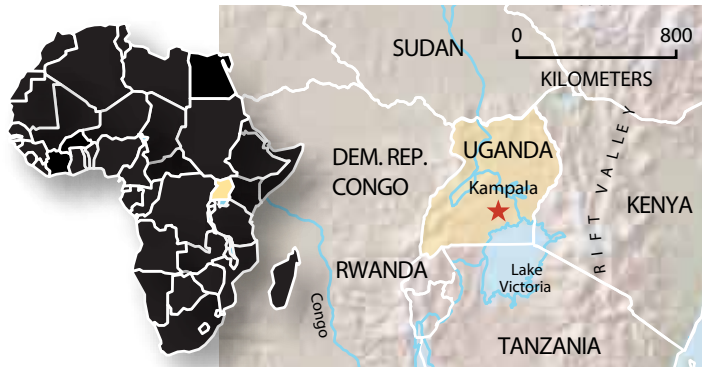 SUDAN
0 800
KILOMETERS
DEM. REP.
CONGO
UGANDA
Kampala
RIFT VALLEY
KENYA
RWANDA
Lake
Victoria
Congo
TANZANIA